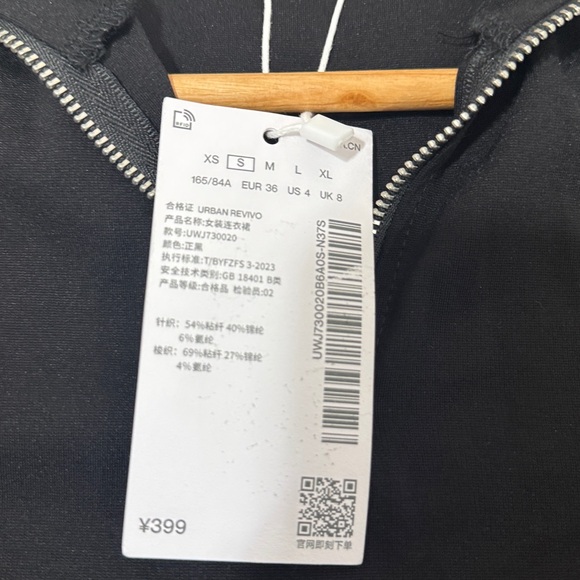 RFID
LCN
XS S M L XL
165/84A EUR 36 US 4 UK 8
合格证 URBAN REVIVO
产品名称:女装连衣裙
款号:UWJ730020
颜色:正黑
执行标准:T/BYFZFS 3-2023
安全技术类别:GB 18401 B类
产品等级:合格品 检验员:02
针织：54%粘纤 40%锦纶
6%氨纶
梭织：69%粘纤 27%锦纶
4%氨纶
UWJ730020B6A0S-N37S
¥399
官网即刻下单